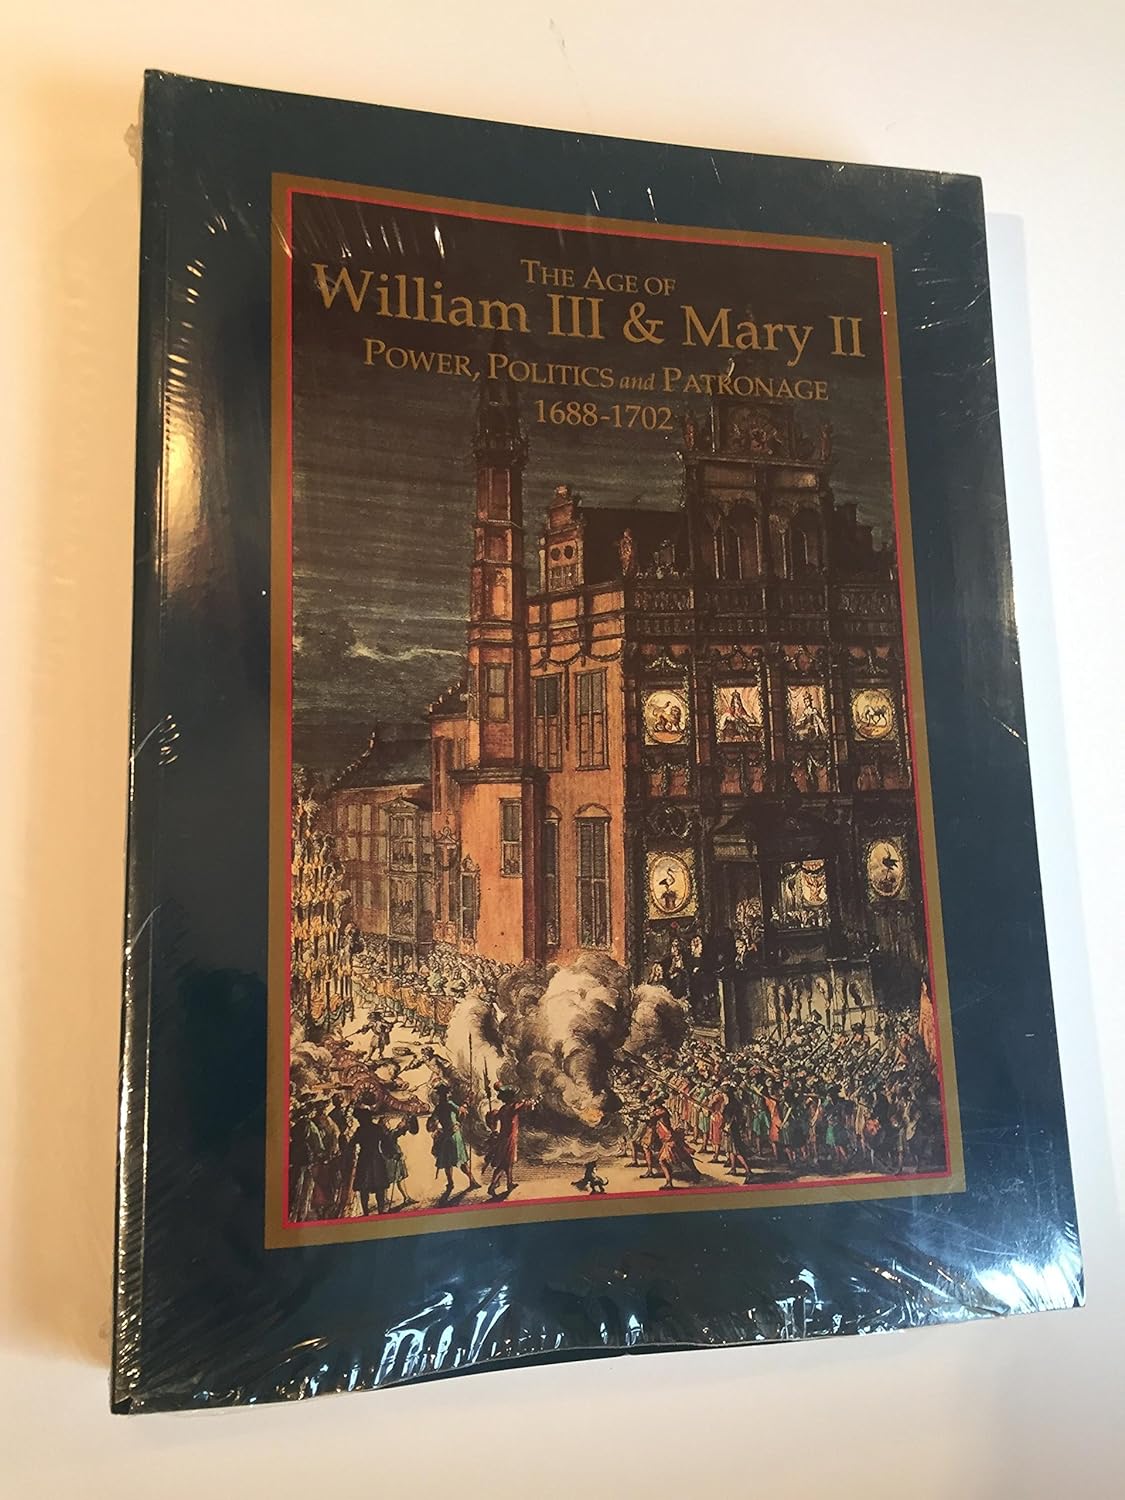 THE AGE OF
William III & Mary II
POWER, POLITICS and PATRONAGE
1688-1702